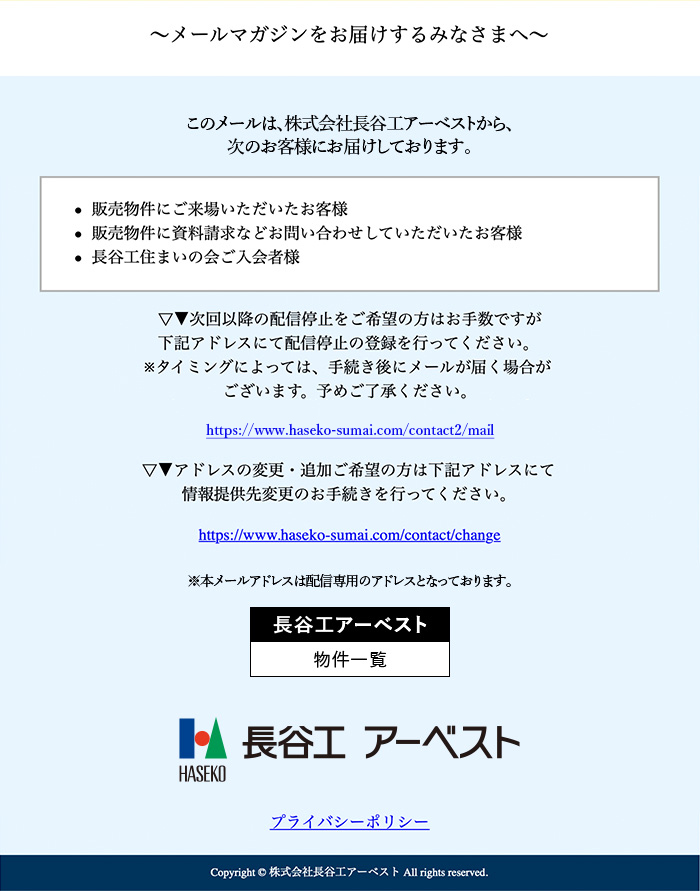 ～メールマガジンをお届けするみなさまへ～
このメールは、株式会社長谷工アーベストから、
次のお客様にお届けしております。
● 販売物件にご来場いただいたお客様
● 販売物件に資料請求などお問い合わせしていただいたお客様
● 長谷工住まいの会ご入会者様
▽▼次回以降の配信停止をご希望の方はお手数ですが
下記アドレスにて配信停止の登録を行ってください。
※タイミングによっては、手続き後にメールが届く場合が
ございます。予めご了承ください。
https://www.haseko-sumai.com/contact2/mail
▽▼アドレスの変更・追加ご希望の方は下記アドレスにて
情報提供先変更のお手続きを行ってください。
https://www.haseko-sumai.com/contact/change
※本メールアドレスは配信専用のアドレスとなっております。
長谷工アーベスト
物件一覧
長谷工 アーベスト
HASEKO
プライバシーポリシー
Copyright © 株式会社長谷工アーベスト All rights reserved.